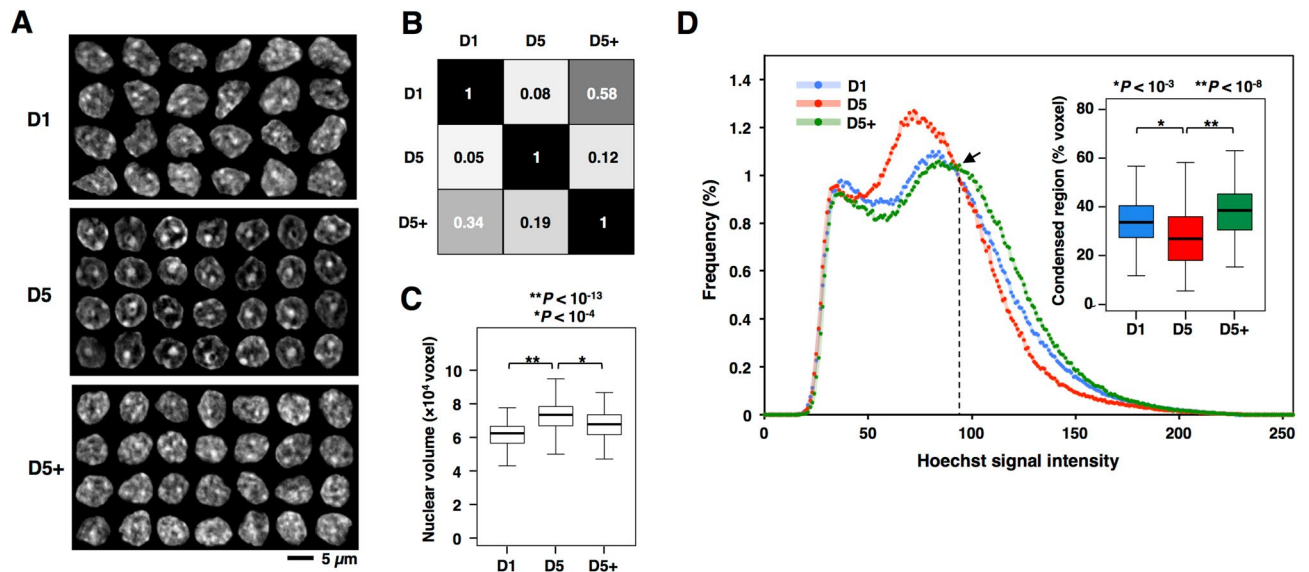 A
D1
D5
D5+
5 µm
B
D1 D5 D5+
D1 1 0.08 0.58
D5 0.05 1 0.12
D5+ 0.34 0.19 1
C
**P < 10-13
*P < 10-4
** *
Nuclear volume (×10⁴ voxel)
10
8
6
4
2
0
D1 D5 D5+
D
Frequency (%)
1.4
1.2
1
0.8
0.6
0.4
0.2
0
0 50 100 150 200 250
Hoechst signal intensity
D1
D5
D5+
*P < 10-3 **P < 10-8
* **
Condensed region (% voxel)
80
60
40
20
0
D1 D5 D5+